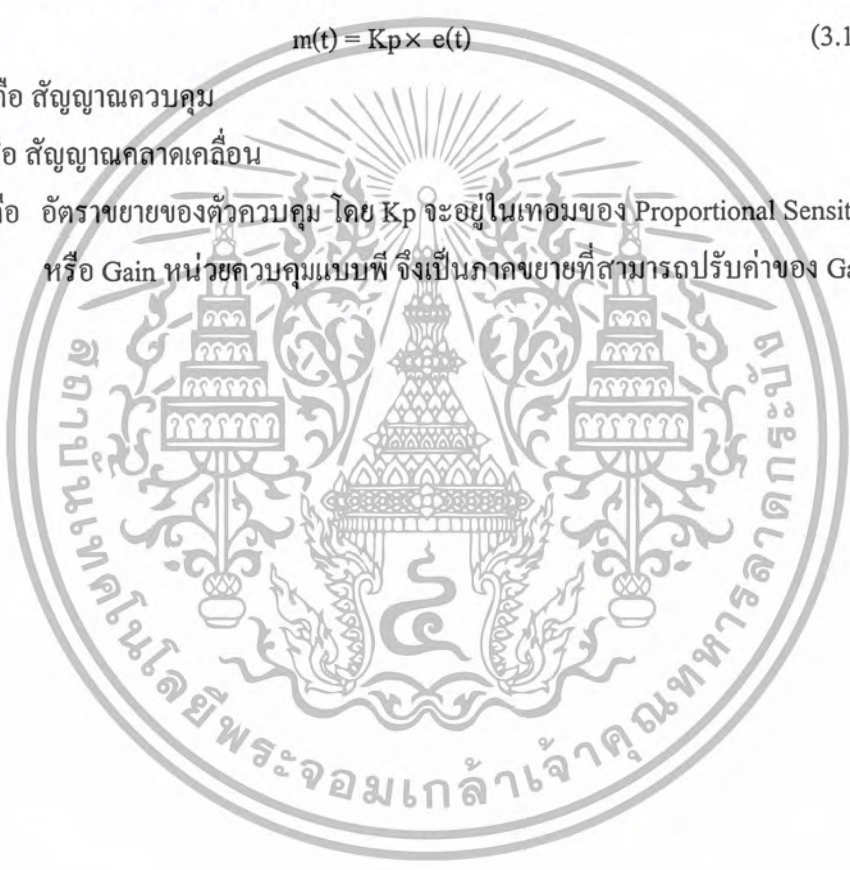 m(t) = Kp× e(t) (3.1
คือ สัญญาณควบคุม
คือ สัญญาณคลาดเคลื่อน
คือ อัตราขยายของตัวควบคุม โดย Kp จะอยู่ในเทอมของ Proportional Sensit
หรือ Gain หน่วยควบคุมแบบพี จึงเป็นภาคขยายที่สามารถปรับค่าของ Ga
๔
สถาบันเทคโนโลยีพระจอมเกล้าเจ้าคุณทหารลาดกระบัง